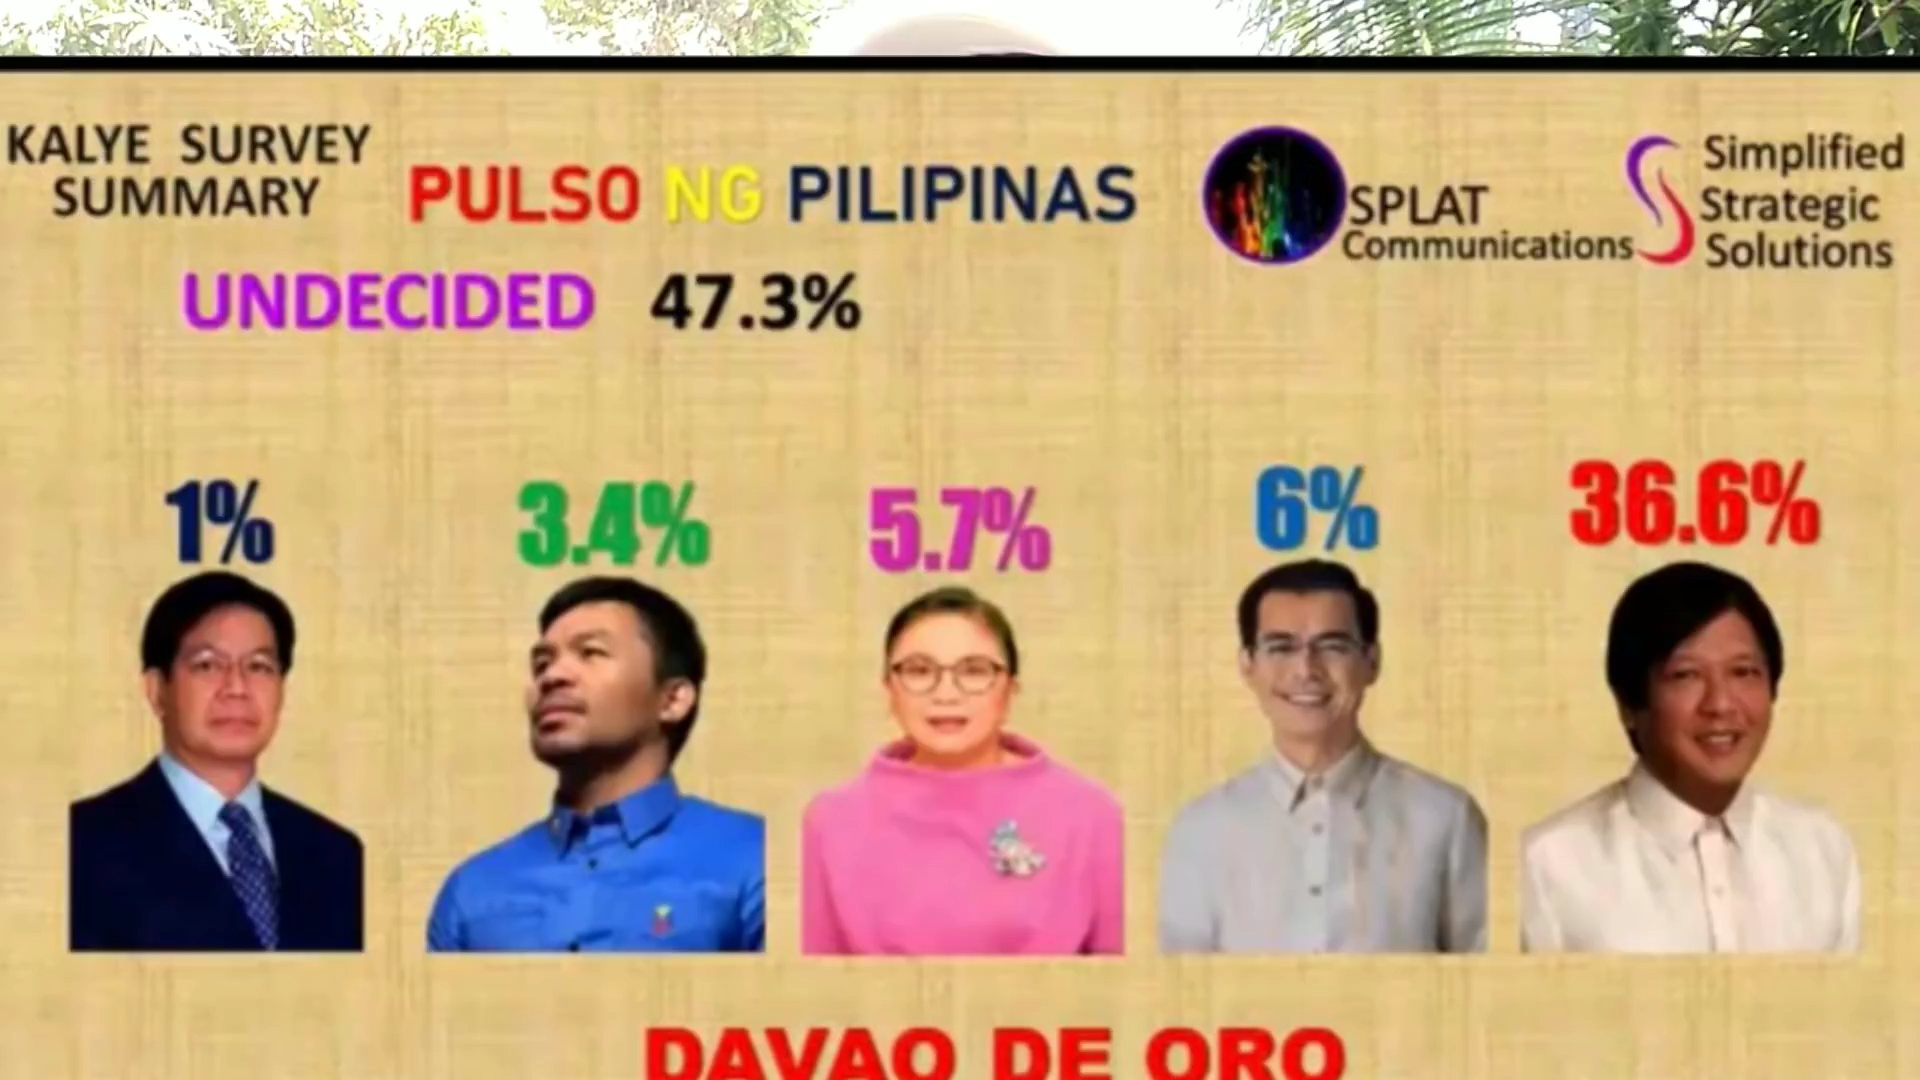 KALYE SURVEY
SUMMARY
PULSO NG PILIPINAS
SPLAT
Communications
Simplified
Strategic
Solutions
UNDECIDED 47.3%
1%
3.4%
5.7%
6%
36.6%
DAVAO DE ORO